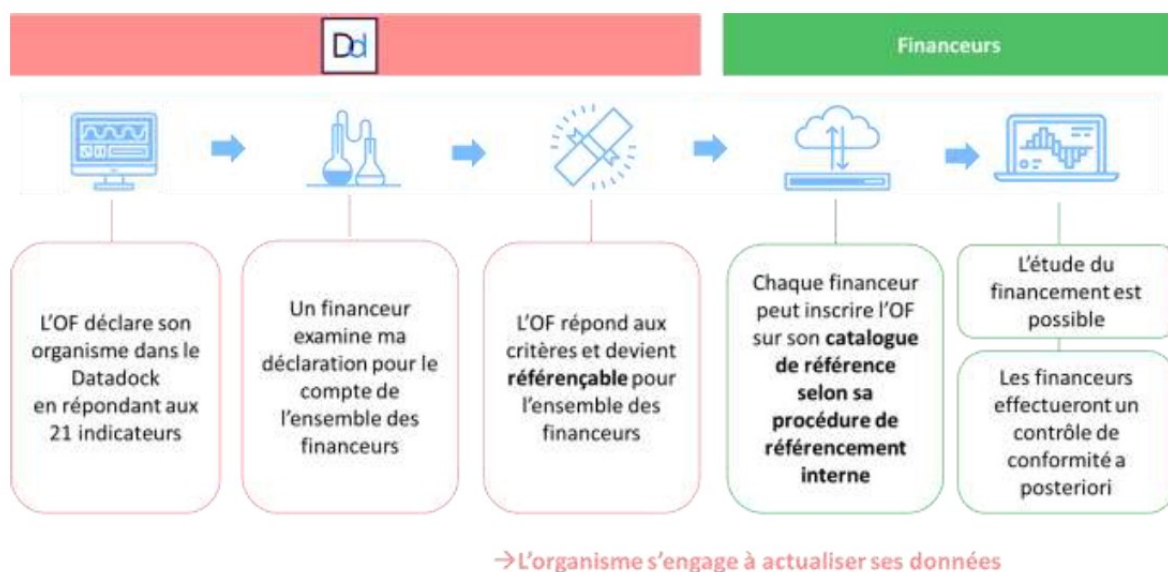 Dd
Financeurs
L'OF déclare son
organisme dans le
Datadock
en répondant aux
21 indicateurs
Un financeur
examine ma
déclaration pour le
compte de
l'ensemble des
financeurs
L'OF répond aux
critères et devient
référençable pour
l'ensemble des
financeurs
Chaque financeur
peut inscrire l'OF
sur son catalogue
de référence
selon sa
procédure de
référencement
interne
L'étude du
financement est
possible
Les financeurs
effectueront un
contrôle de
conformité a
posteriori
→L'organisme s'engage à actualiser ses données